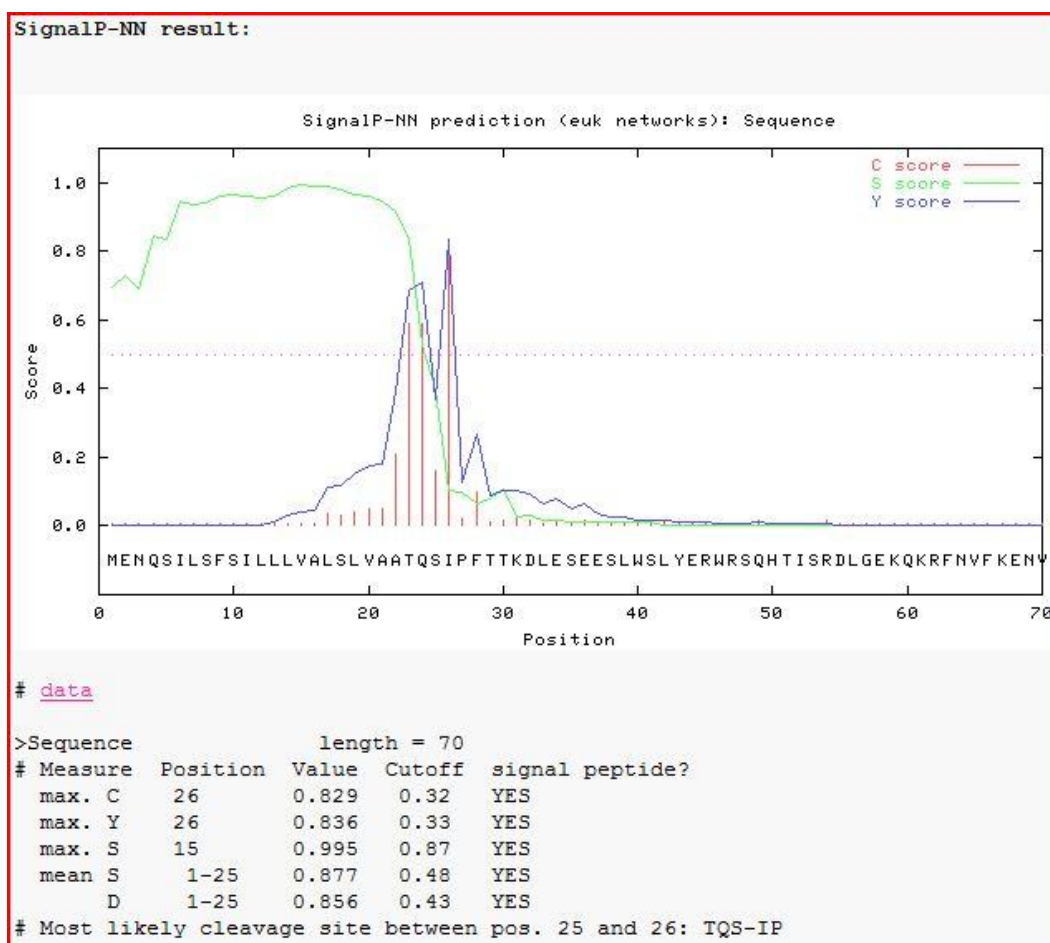 SignalP-NN result:
SignalP-NN prediction (euk networks): Sequence
C score
S score
Y score
1.0
0.8
0.6
0.4
0.2
0.0
Score
MENQSILSFSILLLVALSLVAATQSIPFTTKDLESEESLWSLYERWRSQHTISRDLGEKQKRFNVFKENV
0 10 20 30 40 50 60 70
Position
# data
>Sequence length = 70
# Measure Position Value Cutoff signal peptide?
max. C 26 0.829 0.32 YES
max. Y 26 0.836 0.33 YES
max. S 15 0.995 0.87 YES
mean S 1-25 0.877 0.48 YES
D 1-25 0.856 0.43 YES
# Most likely cleavage site between pos. 25 and 26: TQS-IP